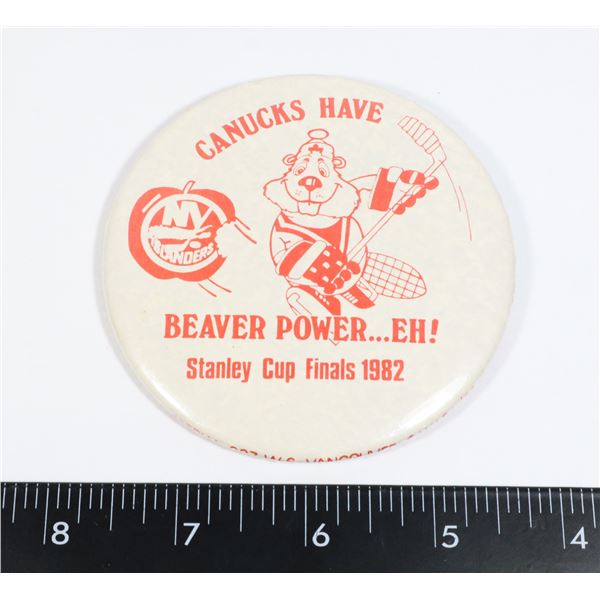 CANUCKS HAVE
NY
ISLANDERS
BEAVER POWER...EH!
Stanley Cup Finals 1982
VANCOUVER
8 7 6 5 4